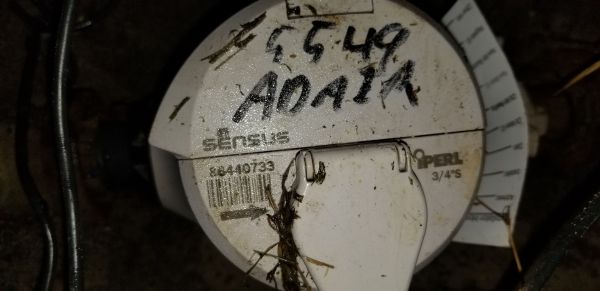 5549
ADAIR
sensus
86440733
iPERL
3/4"S